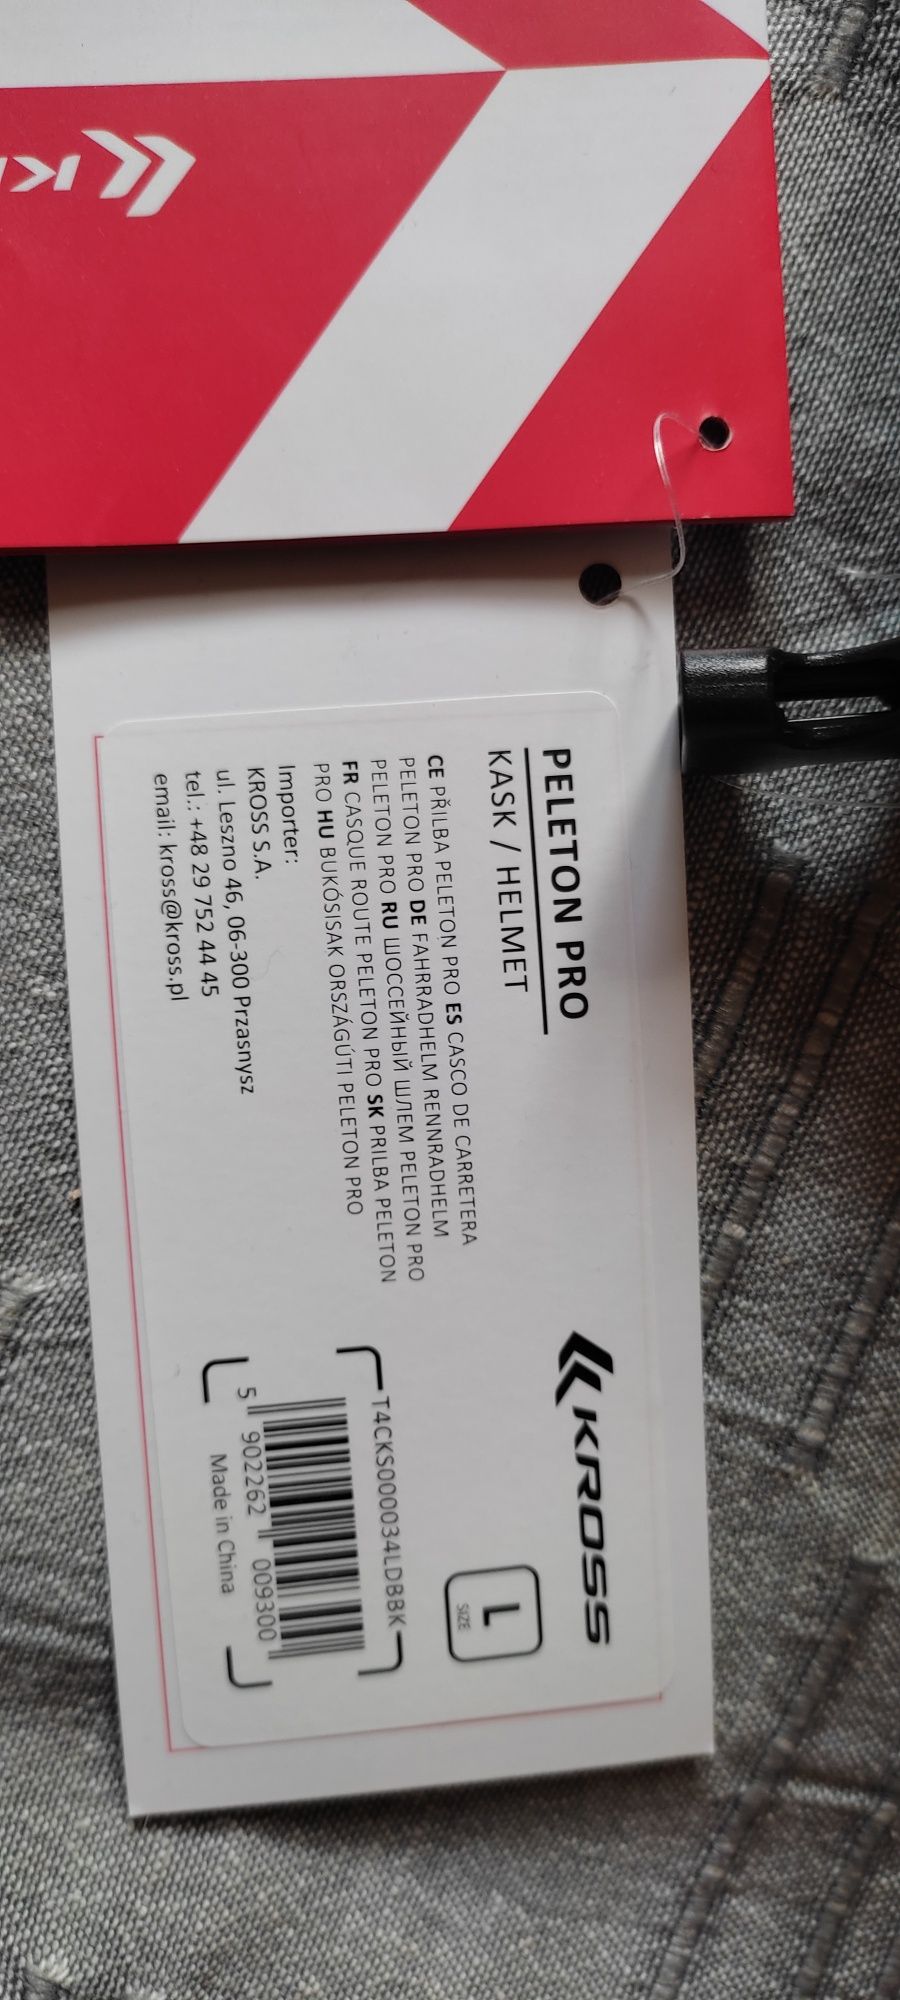 PELETON PRO
KASK / HELMET
CE PŘILBA PELETON PRO ES CASCO DE CARRETERA
PELETON PRO DE FAHRRADHELM RENNRADHELM
PELETON PRO RU ШОССЕЙНЫЙ ШЛЕМ PELETON PRO
FR CASQUE ROUTE PELETON PRO SK PRILBA PELETON
PRO HU BUKÓSISAK ORSZÁGÚTI PELETON PRO
Importer:
KROSS S.A.
ul. Leszno 46, 06-300 Przasnysz
tel.: +48 29 752 44 45
email: kross@kross.pl
KROSS
L
SIZE
T4CKS000034LDBBK
5 902262 009300
Made in China